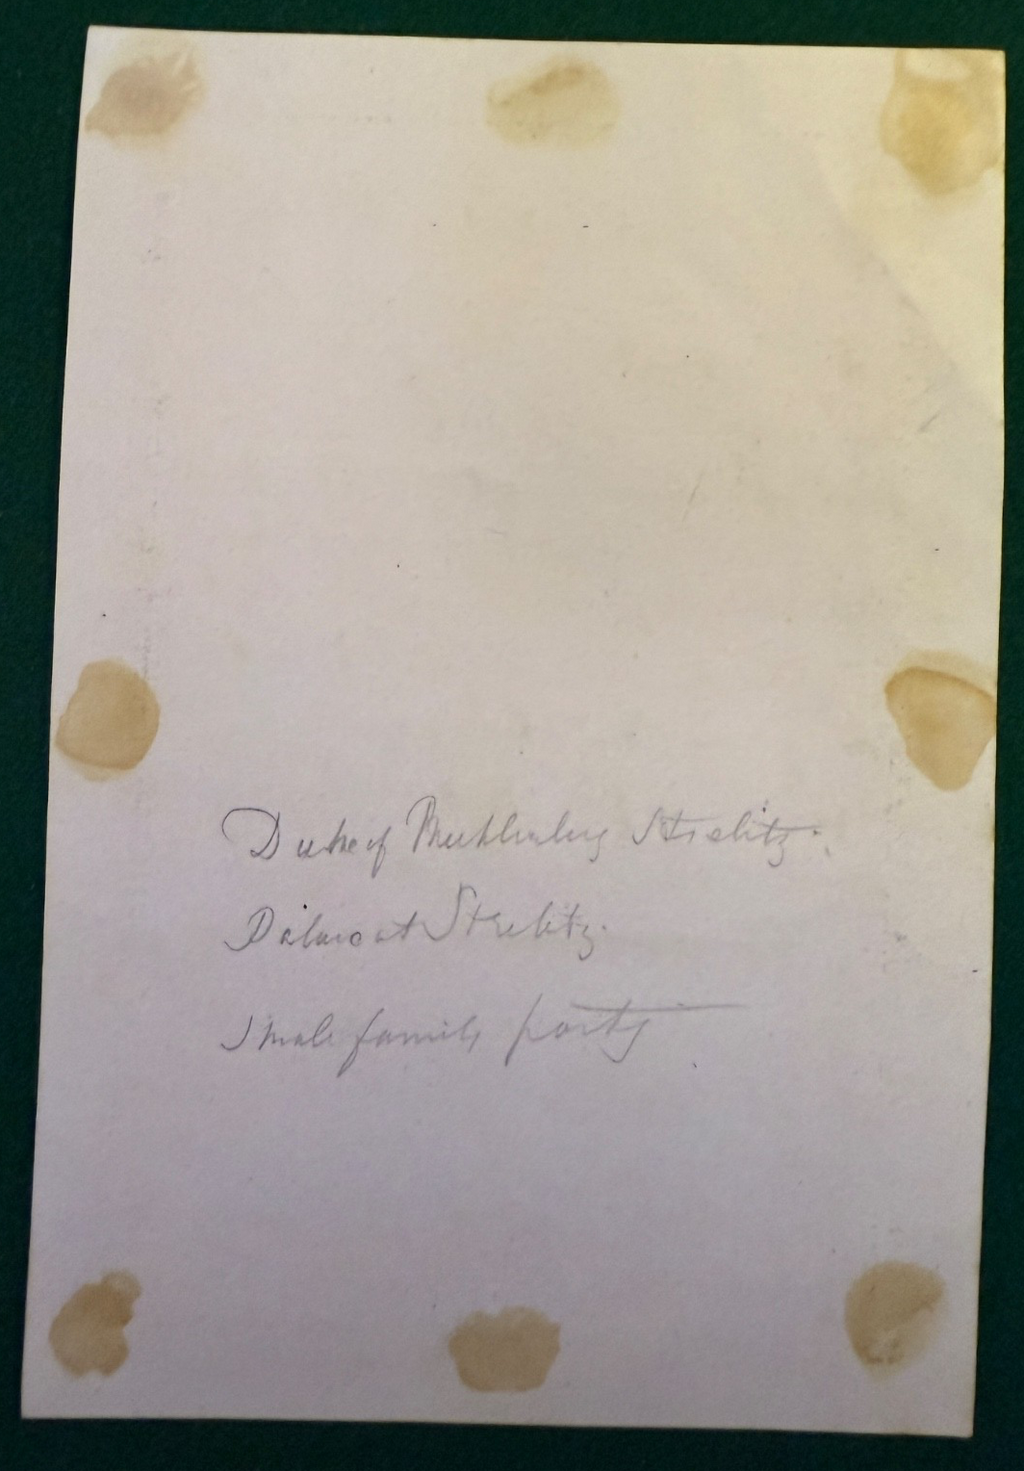 Duke of Mecklenburg Strelitz.
Palace at Strelitz.
Small family party